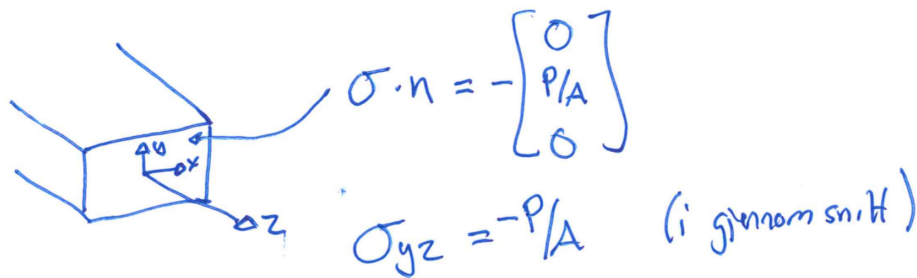 σ·n = -[0 P/A 0]
y
x
z
σyz = -P/A (i gjennomsnitt)